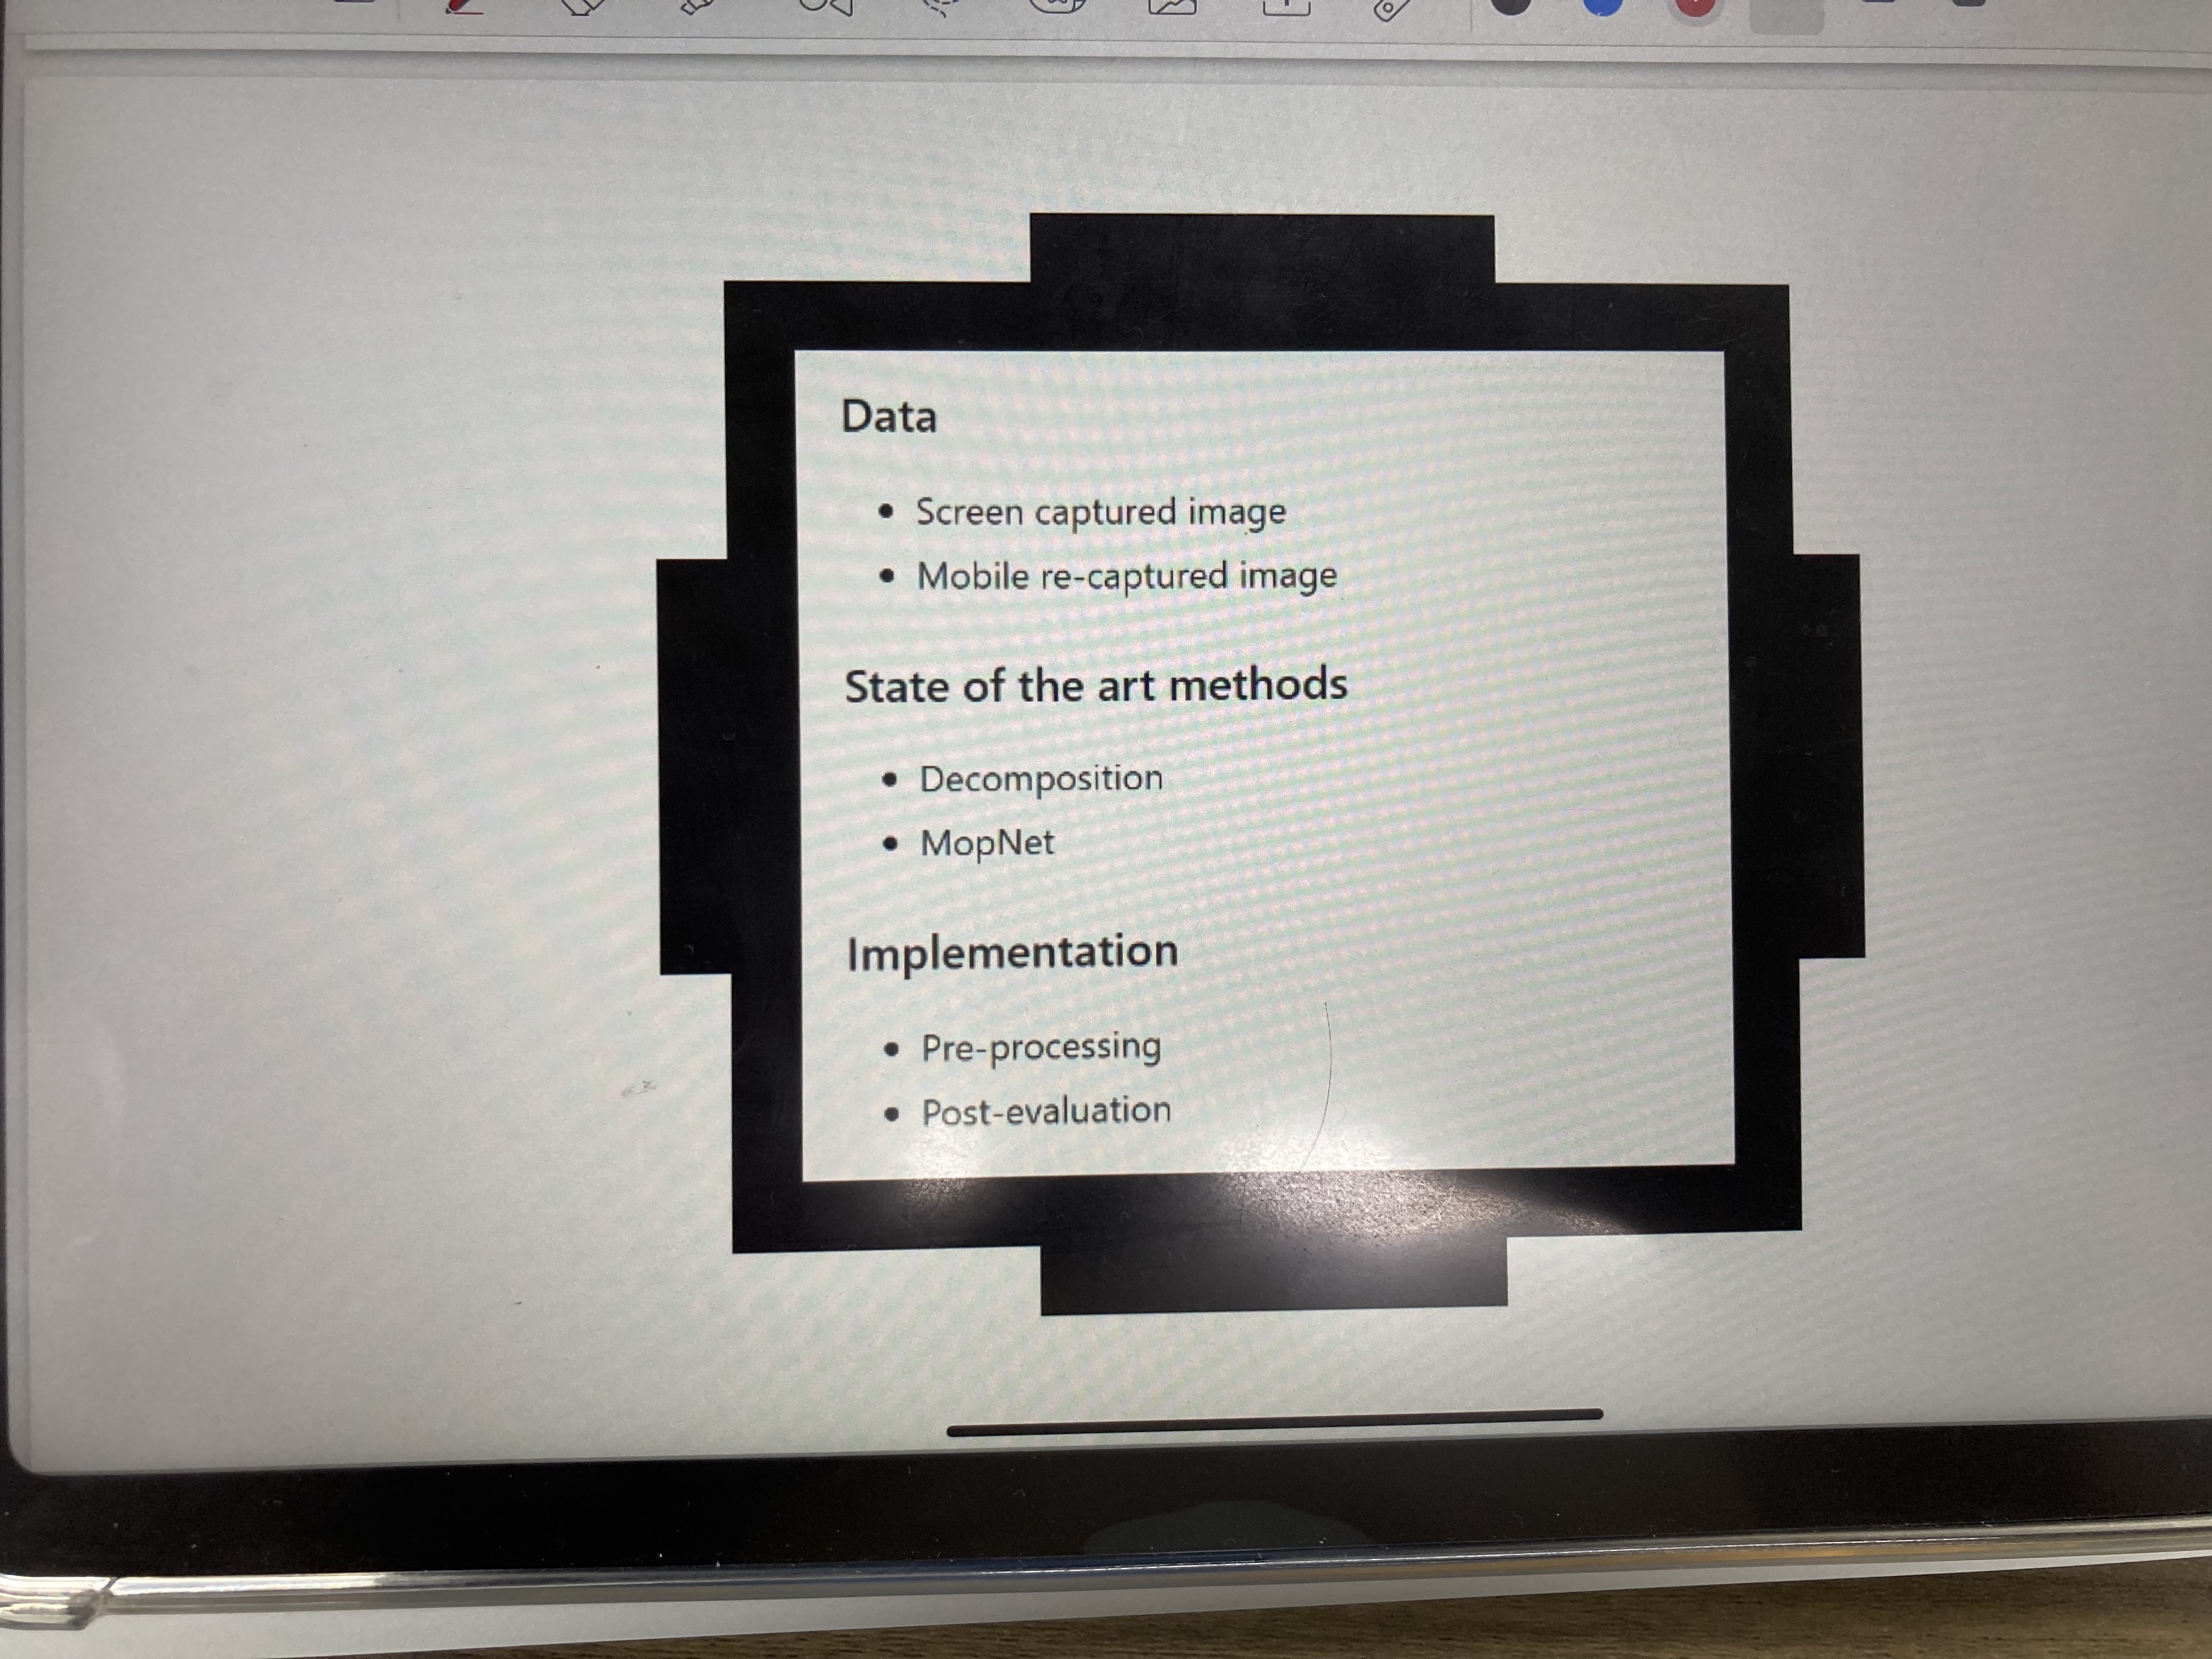 Data
• Screen captured image
• Mobile re-captured image
State of the art methods
• Decomposition
• MopNet
Implementation
• Pre-processing
• Post-evaluation